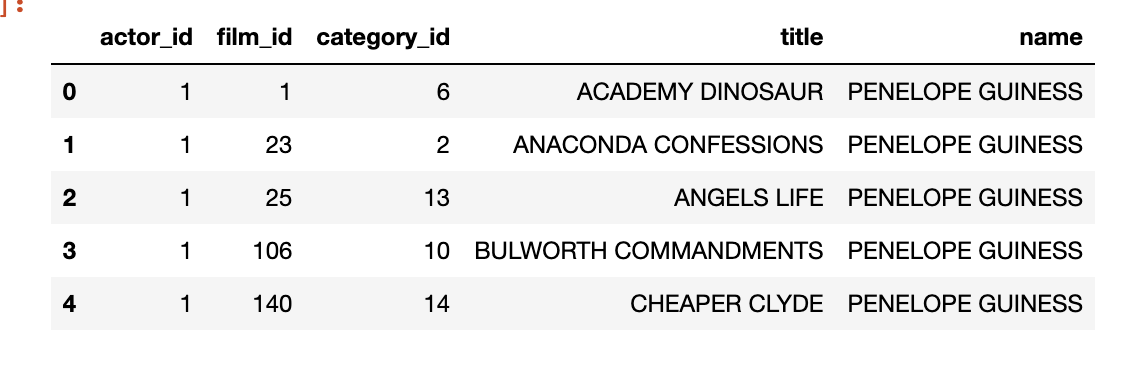 ]:
actor_id film_id category_id title name
0 1 1 6 ACADEMY DINOSAUR PENELOPE GUINESS
1 1 23 2 ANACONDA CONFESSIONS PENELOPE GUINESS
2 1 25 13 ANGELS LIFE PENELOPE GUINESS
3 1 106 10 BULWORTH COMMANDMENTS PENELOPE GUINESS
4 1 140 14 CHEAPER CLYDE PENELOPE GUINESS